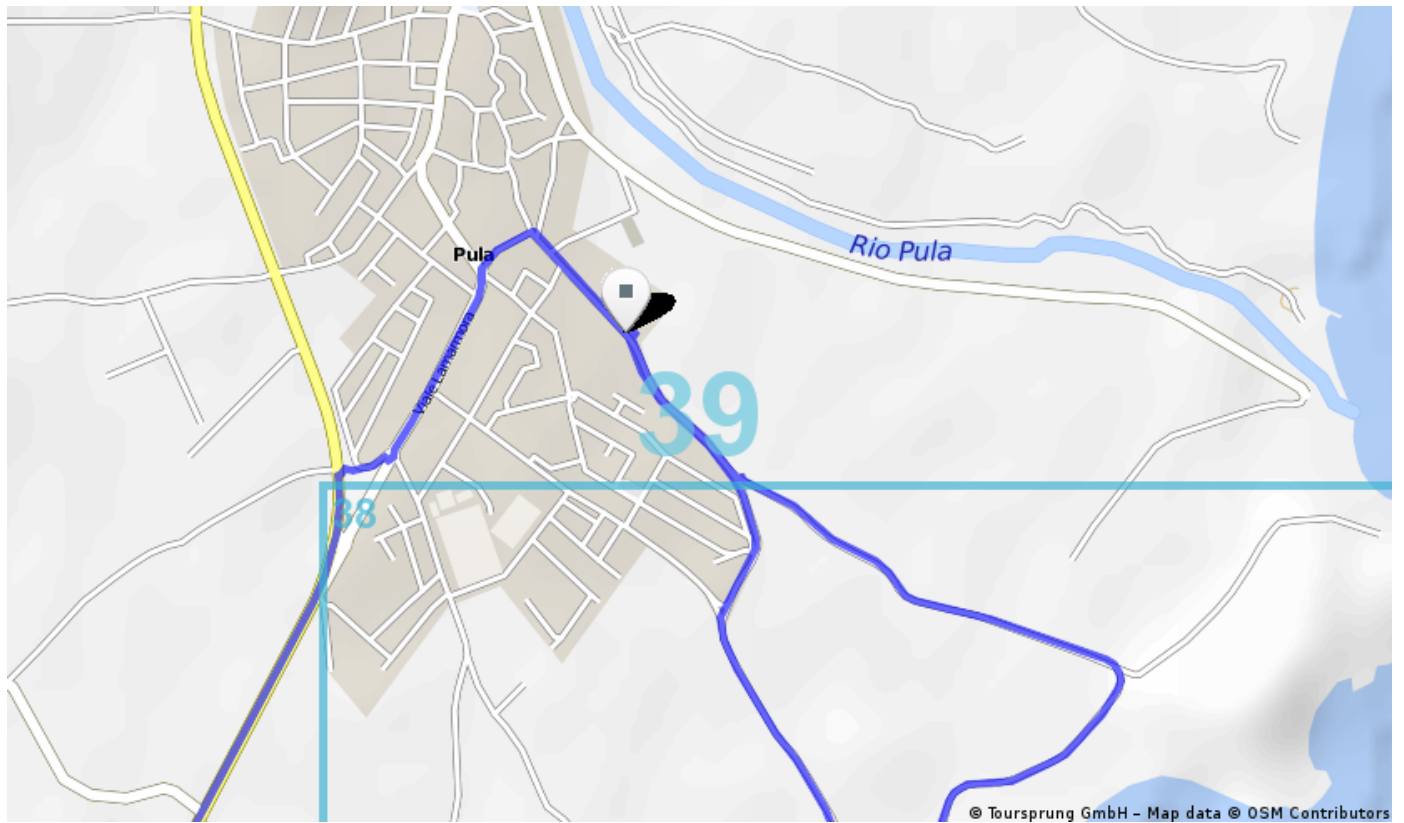 Rio Pula
Pula
Viale Lamarmora
39
38
© Toursprung GmbH – Map data © OSM Contributors